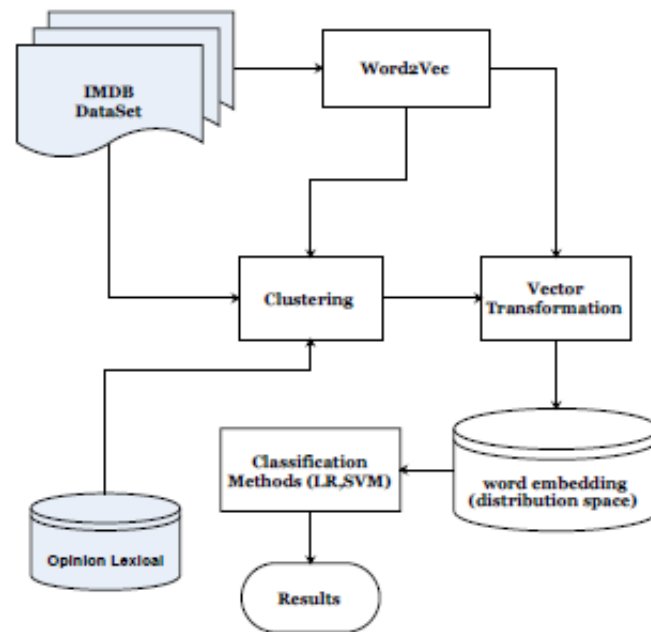 IMDB
DataSet
Word2Vec
Clustering
Vector
Transformation
Classification
Methods (LR,SVM)
word embedding
(distribution space)
Opinion Lexical
Results